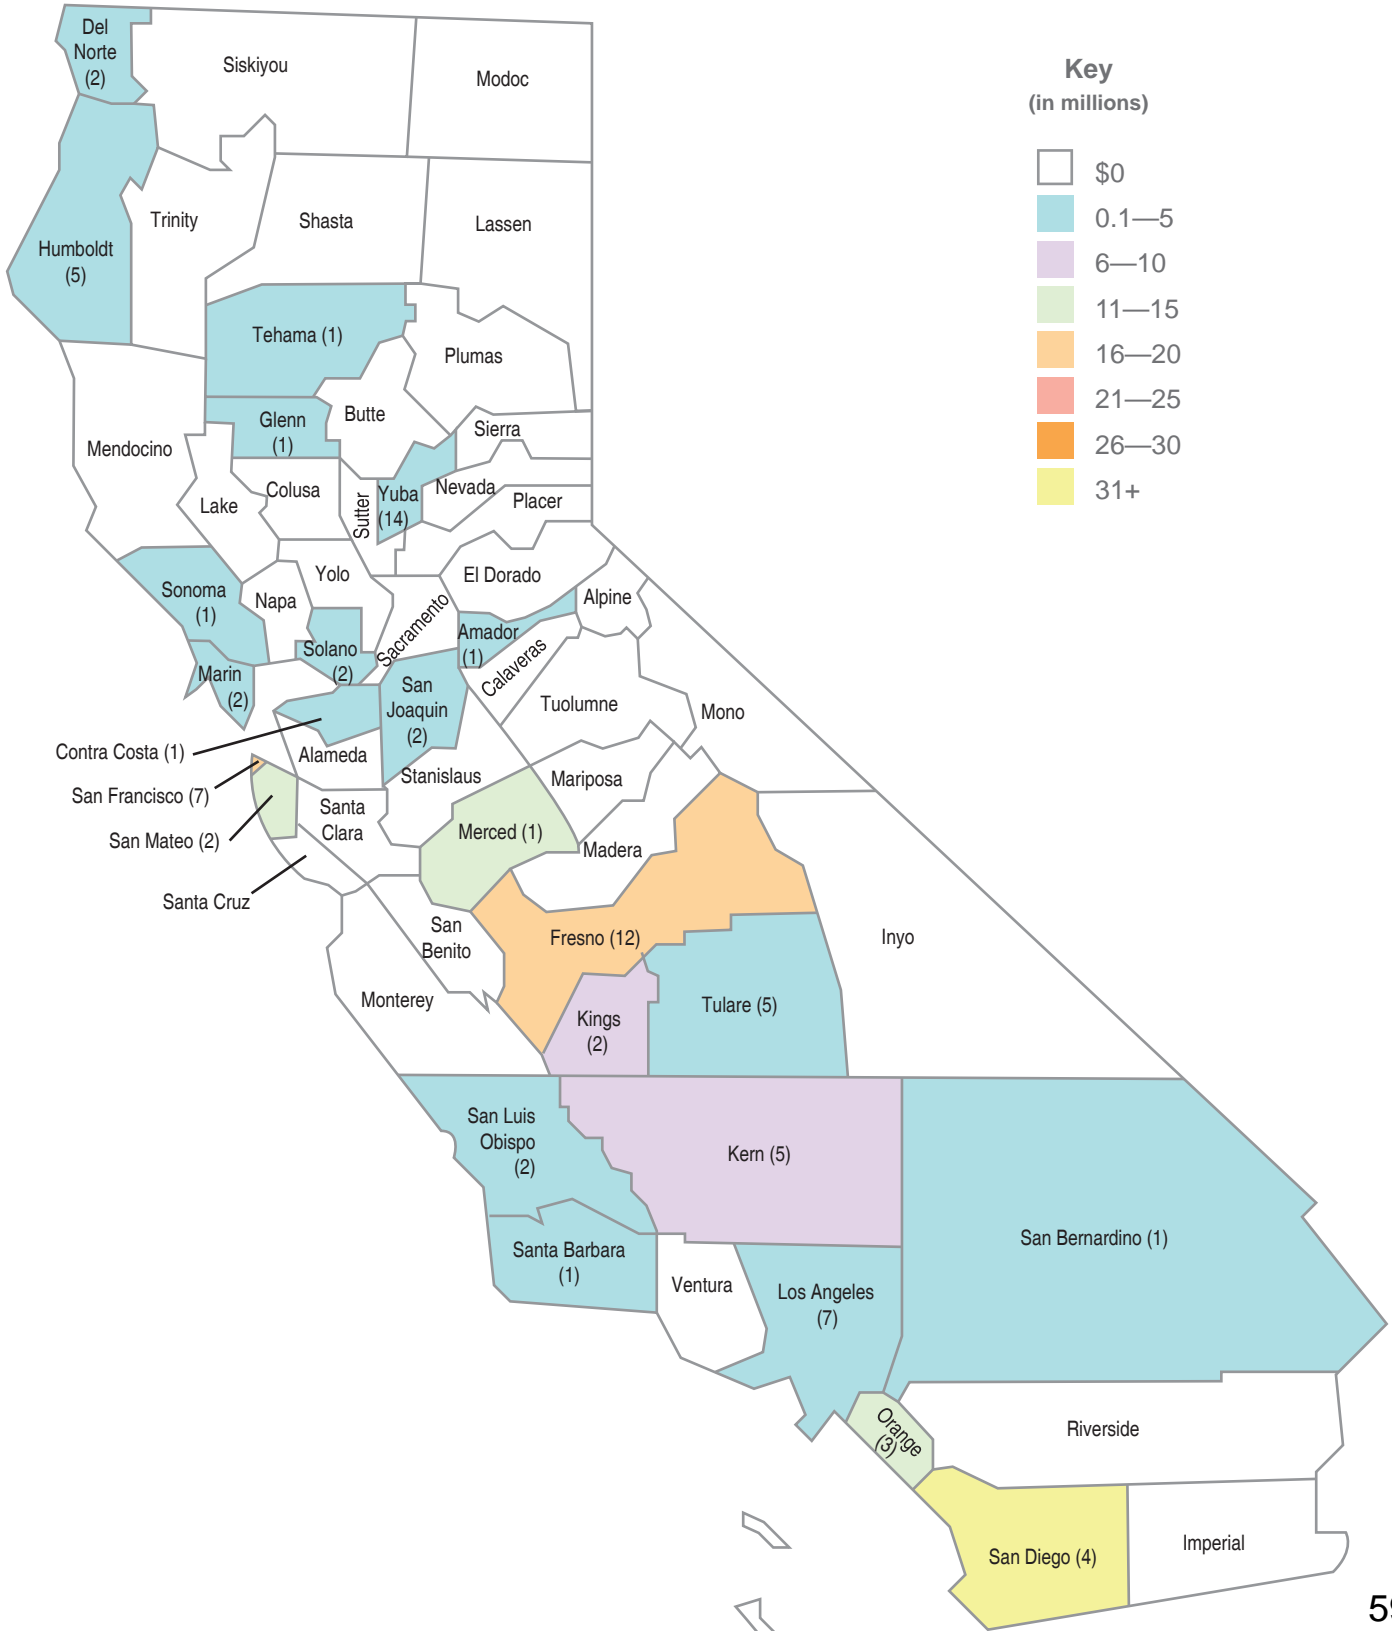 Del
Norte
(2)
Siskiyou
Modoc
Key
(in millions)
$0
0.1—5
6—10
11—15
16—20
21—25
26—30
31+
Humboldt
(5)
Trinity
Shasta
Lassen
Tehama (1)
Plumas
Glenn
(1)
Butte
Sierra
Mendocino
Lake
Colusa
Sutter
Yuba
(14)
Nevada
Placer
Sonoma
(1)
Napa
Yolo
El Dorado
Alpine
Sacramento
Amador
(1)
Solano
(2)
Marin
(2)
Calaveras
San
Joaquin
(2)
Tuolumne
Mono
Contra Costa (1)
Alameda
Stanislaus
Mariposa
San Francisco (7)
San Mateo (2)
Santa
Clara
Merced (1)
Madera
Santa Cruz
San
Benito
Fresno (12)
Inyo
Monterey
Kings
(2)
Tulare (5)
San Luis
Obispo
(2)
Kern (5)
Santa Barbara
(1)
Ventura
Los Angeles
(7)
San Bernardino (1)
Orange
(3)
Riverside
San Diego (4)
Imperial